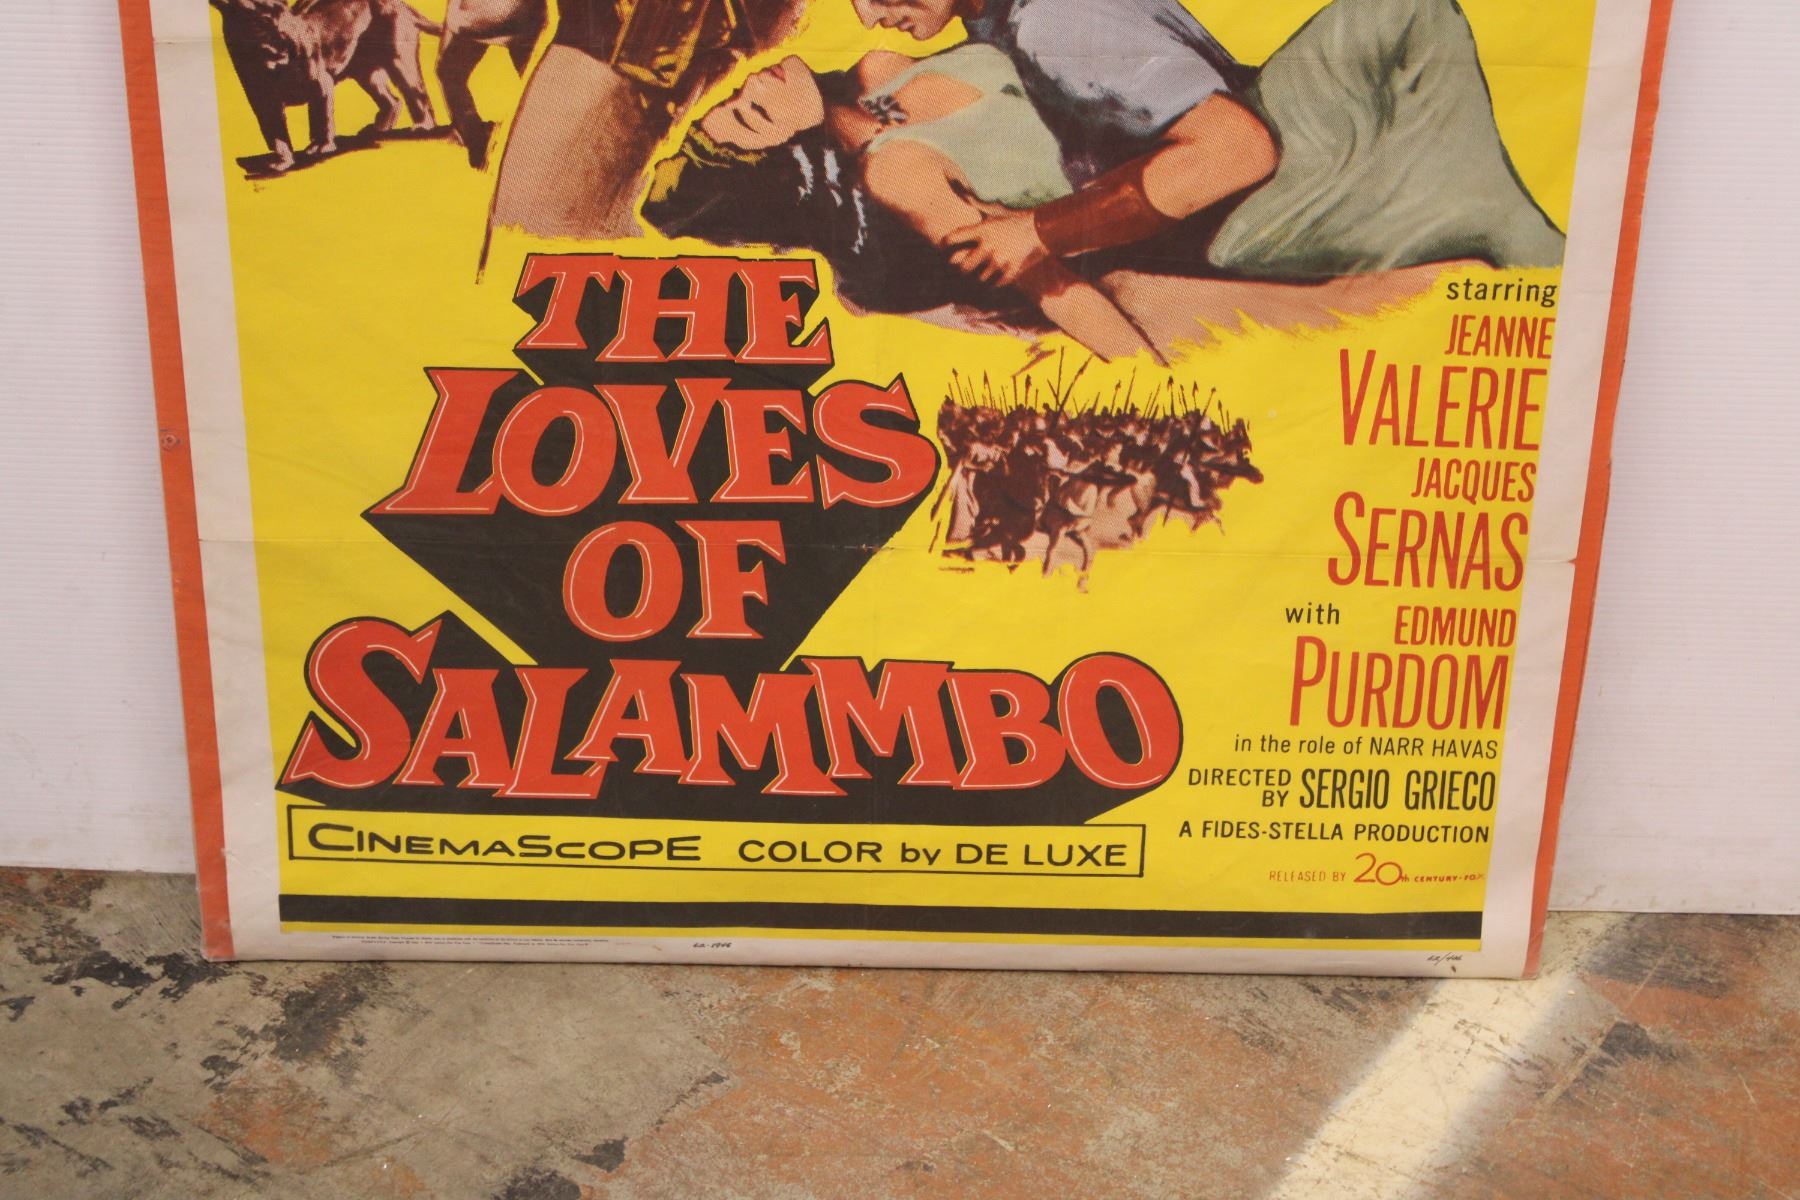 THE
LOVES
OF
SALAMMBO
starring
JEANNE
VALERIE
JACQUES
SERNAS
with EDMUND
PURDOM
in the role of NARR HAVAS
DIRECTED BY SERGIO GRIECO
A FIDES-STELLA PRODUCTION
RELEASED BY 20th CENTURY-FOX
CINEMASCOPE COLOR by DE LUXE